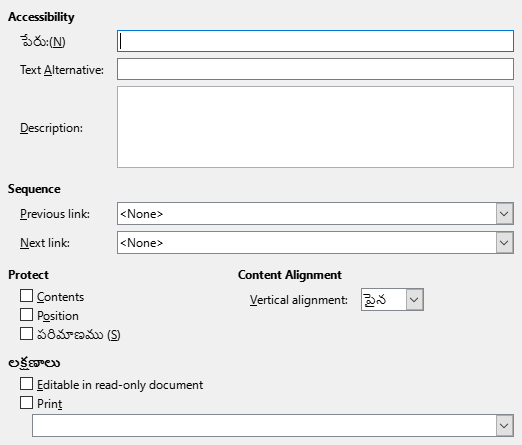 Accessibility
పేరు:(N)
Text Alternative:
Description:
Sequence
Previous link: <None>
Next link: <None>
Protect Content Alignment
Contents Vertical alignment: పైన
Position
పరిమాణము (S)
లక్షణాలు
Editable in read-only document
Print